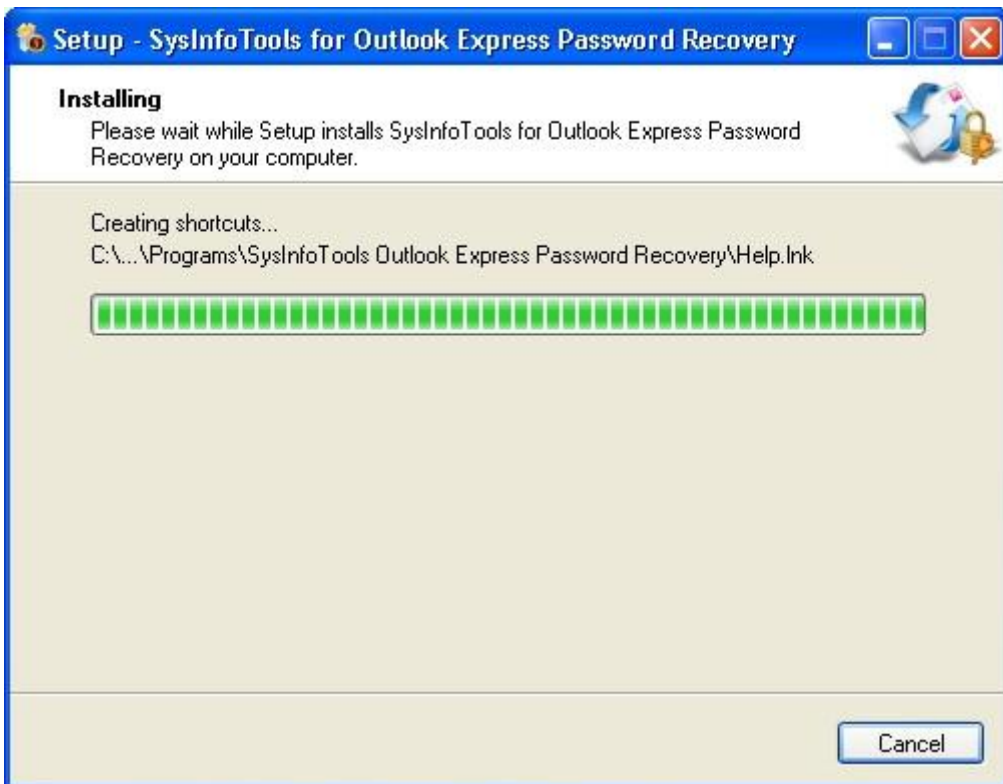 Setup - SysInfoTools for Outlook Express Password Recovery
Installing
Please wait while Setup installs SysInfoTools for Outlook Express Password
Recovery on your computer.
Creating shortcuts...
C:\...\Programs\SysInfoTools Outlook Express Password Recovery\Help.lnk
Cancel